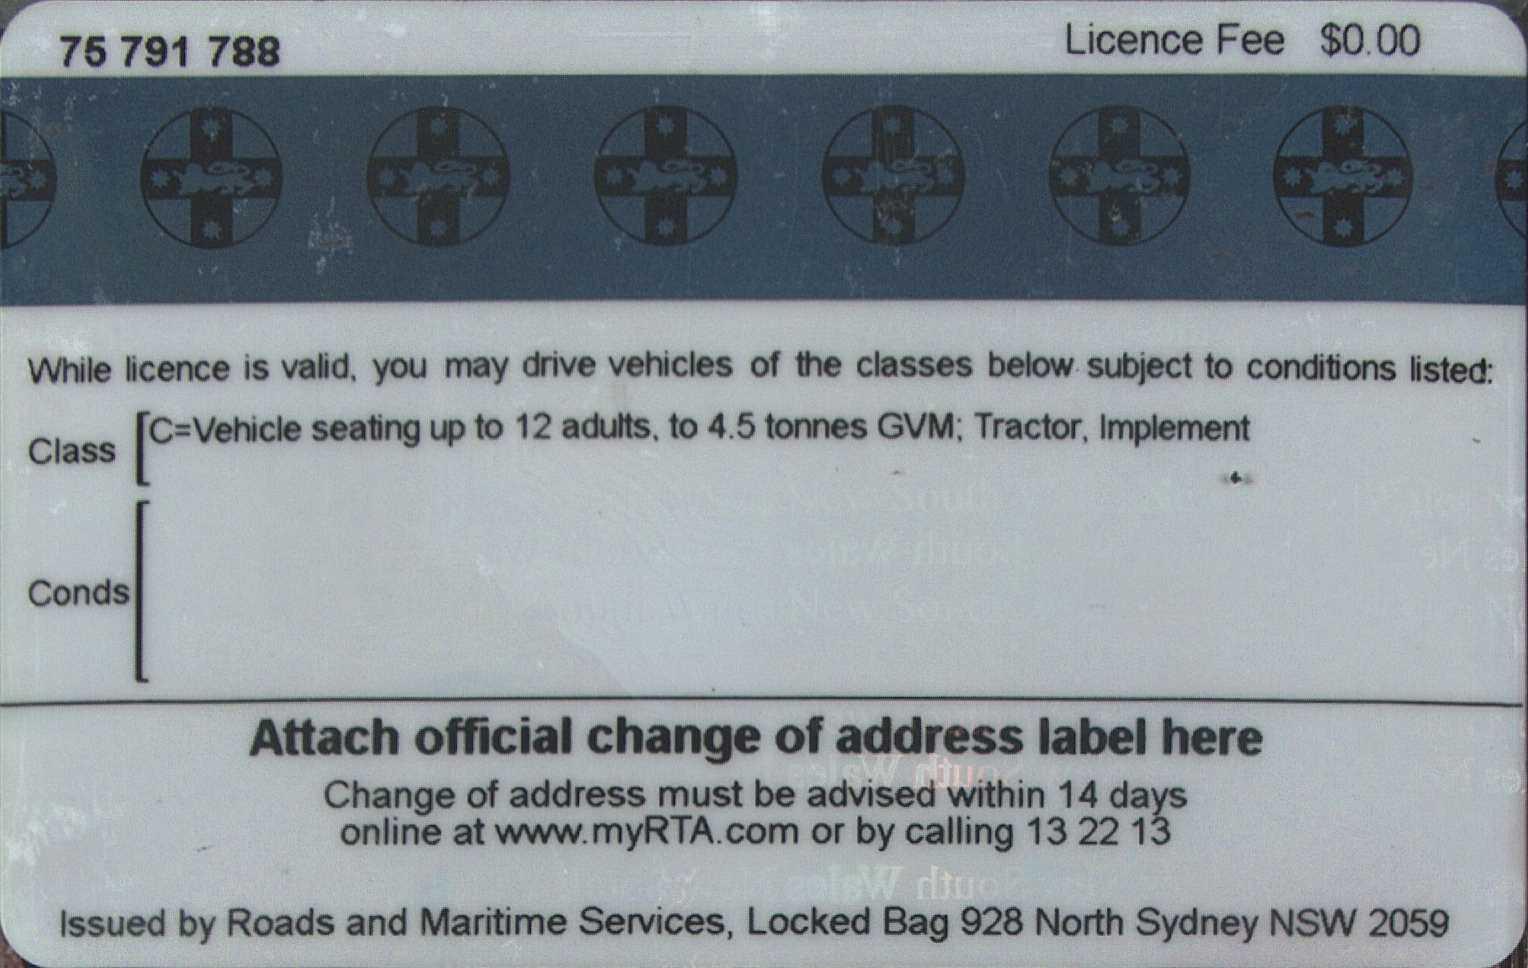 75 791 788
Licence Fee $0.00
While licence is valid, you may drive vehicles of the classes below subject to conditions listed:
Class
C=Vehicle seating up to 12 adults, to 4.5 tonnes GVM; Tractor, Implement
Conds
Attach official change of address label here
Change of address must be advised within 14 days
online at www.myRTA.com or by calling 13 22 13
Issued by Roads and Maritime Services, Locked Bag 928 North Sydney NSW 2059